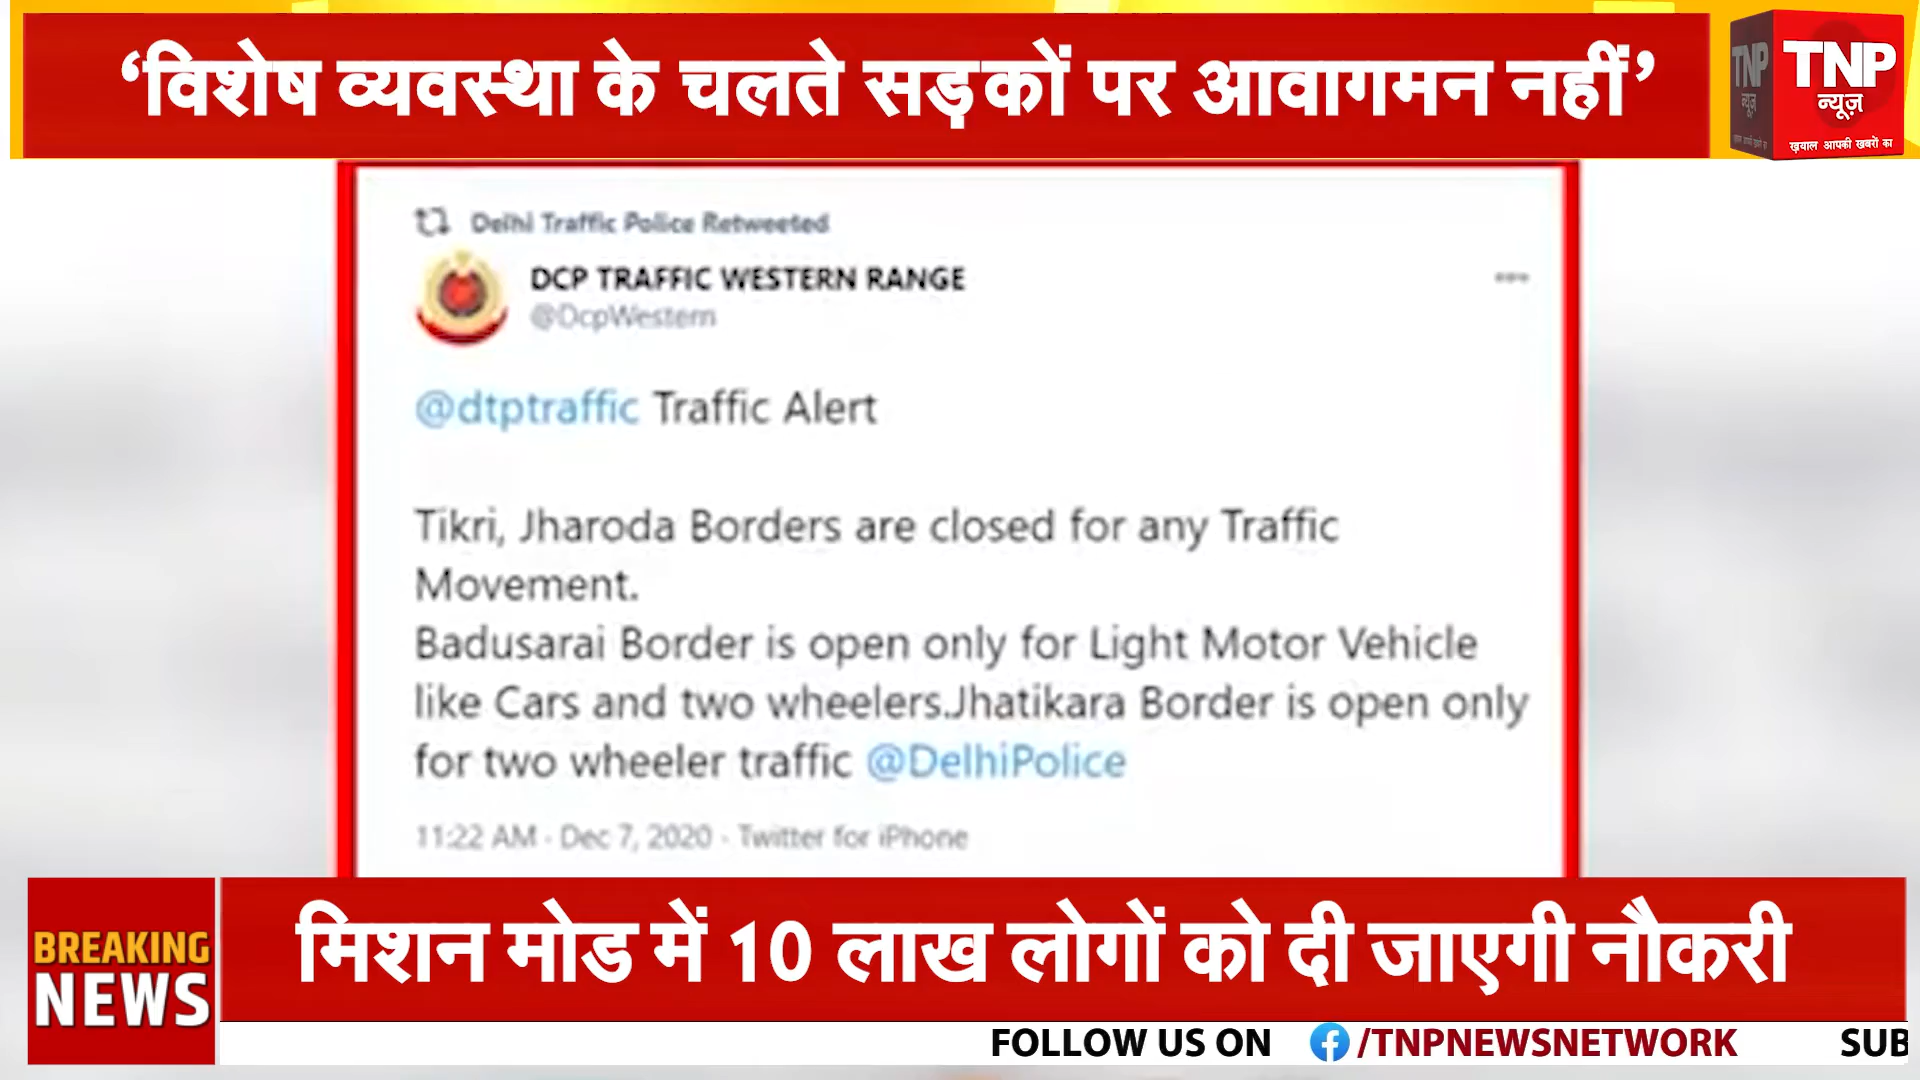 ‘विशेष व्यवस्था के चलते सड़कों पर आवागमन नहीं’
TNP
न्यूज़
TNP
न्यूज़
ख़याल आपकी खबरों का
Delhi Traffic Police Retweeted
DCP TRAFFIC WESTERN RANGE
@DcpWestern
@dtptraffic Traffic Alert
Tikri, Jharoda Borders are closed for any Traffic
Movement.
Badusarai Border is open only for Light Motor Vehicle
like Cars and two wheelers.Jhatikara Border is open only
for two wheeler traffic @DelhiPolice
11:22 AM · Dec 7, 2020 · Twitter for iPhone
BREAKING
NEWS
मिशन मोड में 10 लाख लोगों को दी जाएगी नौकरी
FOLLOW US ON /TNPNEWSNETWORK SUB